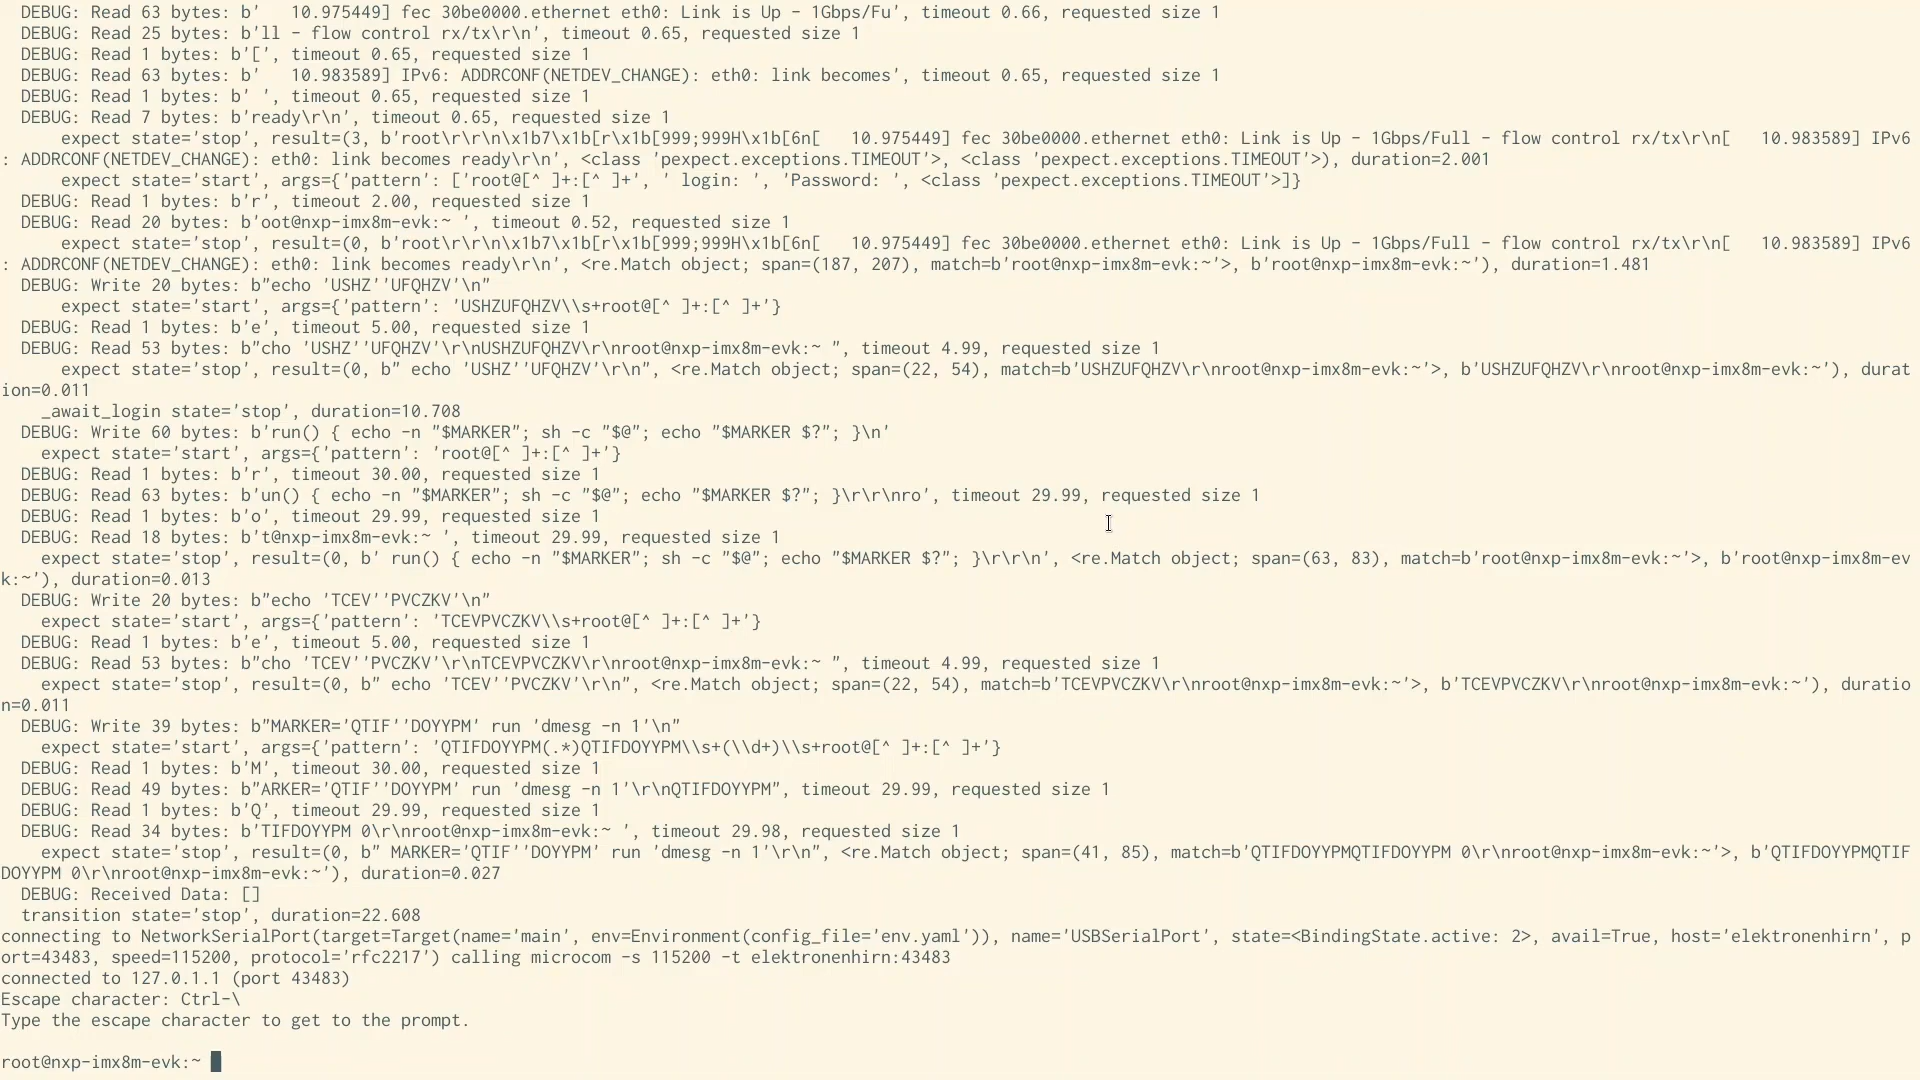 DEBUG: Read 63 bytes: b'   10.975449] fec 30be0000.ethernet eth0: Link is Up - 1Gbps/Fu', timeout 0.66, requested size 1
DEBUG: Read 25 bytes: b'll - flow control rx/tx\r\n', timeout 0.65, requested size 1
DEBUG: Read 1 bytes: b'[', timeout 0.65, requested size 1
DEBUG: Read 63 bytes: b'   10.983589] IPv6: ADDRCONF(NETDEV_CHANGE): eth0: link becomes', timeout 0.65, requested size 1
DEBUG: Read 1 bytes: b' ', timeout 0.65, requested size 1
DEBUG: Read 7 bytes: b'ready\r\n', timeout 0.65, requested size 1
expect state='stop', result=(3, b'root\r\r\n\x1b7\x1b[r\x1b[999;999H\x1b[6n[   10.975449] fec 30be0000.ethernet eth0: Link is Up - 1Gbps/Full - flow control rx/tx\r\n[   10.983589] IPv6
: ADDRCONF(NETDEV_CHANGE): eth0: link becomes ready\r\n', <class 'pexpect.exceptions.TIMEOUT'>, <class 'pexpect.exceptions.TIMEOUT'>), duration=2.001
expect state='start', args={'pattern': ['root@[^ ]+:[^ ]+', ' login: ', 'Password: ', <class 'pexpect.exceptions.TIMEOUT'>]}
DEBUG: Read 1 bytes: b'r', timeout 2.00, requested size 1
DEBUG: Read 20 bytes: b'oot@nxp-imx8m-evk:~ ', timeout 0.52, requested size 1
expect state='stop', result=(0, b'root\r\r\n\x1b7\x1b[r\x1b[999;999H\x1b[6n[   10.975449] fec 30be0000.ethernet eth0: Link is Up - 1Gbps/Full - flow control rx/tx\r\n[   10.983589] IPv6
: ADDRCONF(NETDEV_CHANGE): eth0: link becomes ready\r\n', <re.Match object; span=(187, 207), match=b'root@nxp-imx8m-evk:~'>, b'root@nxp-imx8m-evk:~'), duration=1.481
DEBUG: Write 20 bytes: b"echo 'USHZ''UFQHZV'\n"
expect state='start', args={'pattern': 'USHZUFQHZV\\s+root@[^ ]+:[^ ]+'}
DEBUG: Read 1 bytes: b'e', timeout 5.00, requested size 1
DEBUG: Read 53 bytes: b"cho 'USHZ''UFQHZV'\r\nUSHZUFQHZV\r\nroot@nxp-imx8m-evk:~ ", timeout 4.99, requested size 1
expect state='stop', result=(0, b" echo 'USHZ''UFQHZV'\r\n", <re.Match object; span=(22, 54), match=b'USHZUFQHZV\r\nroot@nxp-imx8m-evk:~'>, b'USHZUFQHZV\r\nroot@nxp-imx8m-evk:~'), durat
ion=0.011
_await_login state='stop', duration=10.708
DEBUG: Write 60 bytes: b'run() { echo -n "$MARKER"; sh -c "$@"; echo "$MARKER $?"; }\n'
expect state='start', args={'pattern': 'root@[^ ]+:[^ ]+'}
DEBUG: Read 1 bytes: b'r', timeout 30.00, requested size 1
DEBUG: Read 63 bytes: b'un() { echo -n "$MARKER"; sh -c "$@"; echo "$MARKER $?"; }\r\r\nro', timeout 29.99, requested size 1
DEBUG: Read 1 bytes: b'o', timeout 29.99, requested size 1
DEBUG: Read 18 bytes: b't@nxp-imx8m-evk:~ ', timeout 29.99, requested size 1
expect state='stop', result=(0, b' run() { echo -n "$MARKER"; sh -c "$@"; echo "$MARKER $?"; }\r\r\n', <re.Match object; span=(63, 83), match=b'root@nxp-imx8m-evk:~'>, b'root@nxp-imx8m-ev
k:~'), duration=0.013
DEBUG: Write 20 bytes: b"echo 'TCEV''PVCZKV'\n"
expect state='start', args={'pattern': 'TCEVPVCZKV\\s+root@[^ ]+:[^ ]+'}
DEBUG: Read 1 bytes: b'e', timeout 5.00, requested size 1
DEBUG: Read 53 bytes: b"cho 'TCEV''PVCZKV'\r\nTCEVPVCZKV\r\nroot@nxp-imx8m-evk:~ ", timeout 4.99, requested size 1
expect state='stop', result=(0, b" echo 'TCEV''PVCZKV'\r\n", <re.Match object; span=(22, 54), match=b'TCEVPVCZKV\r\nroot@nxp-imx8m-evk:~'>, b'TCEVPVCZKV\r\nroot@nxp-imx8m-evk:~'), duratio
n=0.011
DEBUG: Write 39 bytes: b"MARKER='QTIF''DOYYPM' run 'dmesg -n 1'\n"
expect state='start', args={'pattern': 'QTIFDOYYPM(.*)QTIFDOYYPM\\s+(\\d+)\\s+root@[^ ]+:[^ ]+'}
DEBUG: Read 1 bytes: b'M', timeout 30.00, requested size 1
DEBUG: Read 49 bytes: b"ARKER='QTIF''DOYYPM' run 'dmesg -n 1'\r\nQTIFDOYYPM", timeout 29.99, requested size 1
DEBUG: Read 1 bytes: b'Q', timeout 29.99, requested size 1
DEBUG: Read 34 bytes: b'TIFDOYYPM 0\r\nroot@nxp-imx8m-evk:~ ', timeout 29.98, requested size 1
expect state='stop', result=(0, b" MARKER='QTIF''DOYYPM' run 'dmesg -n 1'\r\n", <re.Match object; span=(41, 85), match=b'QTIFDOYYPMQTIFDOYYPM 0\r\nroot@nxp-imx8m-evk:~'>, b'QTIFDOYYPMQTIF
DOYYPM 0\r\nroot@nxp-imx8m-evk:~'), duration=0.027
DEBUG: Received Data: []
transition state='stop', duration=22.608
connecting to NetworkSerialPort(target=Target(name='main', env=Environment(config_file='env.yaml')), name='USBSerialPort', state=<BindingState.active: 2>, avail=True, host='elektronenhirn', p
ort=43483, speed=115200, protocol='rfc2217') calling microcom -s 115200 -t elektronenhirn:43483
connected to 127.0.1.1 (port 43483)
Escape character: Ctrl-\
Type the escape character to get to the prompt.
root@nxp-imx8m-evk:~